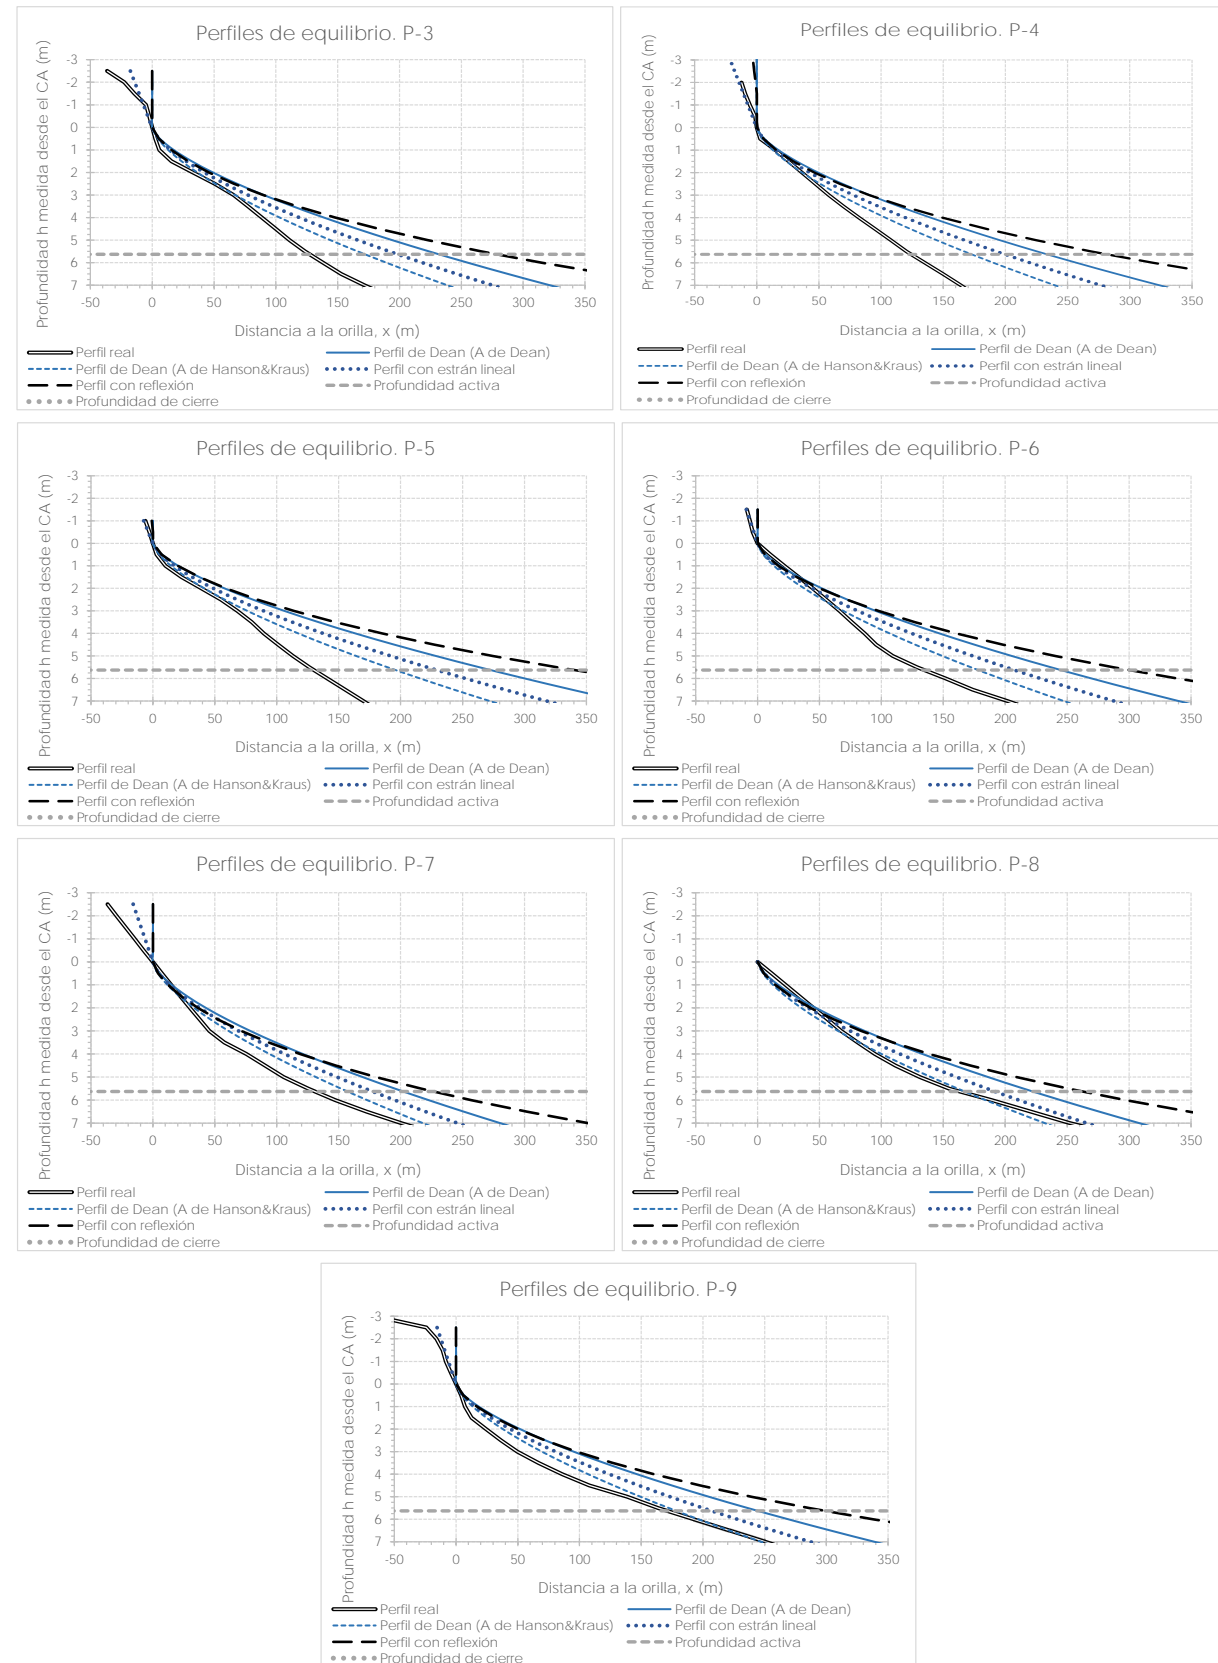 Perfiles de equilibrio. P-3
Profundidad h medida desde el CA (m)
-3
-2
-1
0
1
2
3
4
5
6
7
-50 0 50 100 150 200 250 300 350
Distancia a la orilla, x (m)
Perfil real
Perfil de Dean (A de Dean)
Perfil de Dean (A de Hanson&Kraus)
Perfil con estrán lineal
Perfil con reflexión
Profundidad activa
Profundidad de cierre
Perfiles de equilibrio. P-4
Profundidad h medida desde el CA (m)
-3
-2
-1
0
1
2
3
4
5
6
7
-50 0 50 100 150 200 250 300 350
Distancia a la orilla, x (m)
Perfil real
Perfil de Dean (A de Dean)
Perfil de Dean (A de Hanson&Kraus)
Perfil con estrán lineal
Perfil con reflexión
Profundidad activa
Profundidad de cierre
Perfiles de equilibrio. P-5
Profundidad h medida desde el CA (m)
-3
-2
-1
0
1
2
3
4
5
6
7
-50 0 50 100 150 200 250 300 350
Distancia a la orilla, x (m)
Perfil real
Perfil de Dean (A de Dean)
Perfil de Dean (A de Hanson&Kraus)
Perfil con estrán lineal
Perfil con reflexión
Profundidad activa
Profundidad de cierre
Perfiles de equilibrio. P-6
Profundidad h medida desde el CA (m)
-3
-2
-1
0
1
2
3
4
5
6
7
-50 0 50 100 150 200 250 300 350
Distancia a la orilla, x (m)
Perfil real
Perfil de Dean (A de Dean)
Perfil de Dean (A de Hanson&Kraus)
Perfil con estrán lineal
Perfil con reflexión
Profundidad activa
Profundidad de cierre
Perfiles de equilibrio. P-7
Profundidad h medida desde el CA (m)
-3
-2
-1
0
1
2
3
4
5
6
7
-50 0 50 100 150 200 250 300 350
Distancia a la orilla, x (m)
Perfil real
Perfil de Dean (A de Dean)
Perfil de Dean (A de Hanson&Kraus)
Perfil con estrán lineal
Perfil con reflexión
Profundidad activa
Profundidad de cierre
Perfiles de equilibrio. P-8
Profundidad h medida desde el CA (m)
-3
-2
-1
0
1
2
3
4
5
6
7
-50 0 50 100 150 200 250 300 350
Distancia a la orilla, x (m)
Perfil real
Perfil de Dean (A de Dean)
Perfil de Dean (A de Hanson&Kraus)
Perfil con estrán lineal
Perfil con reflexión
Profundidad activa
Profundidad de cierre
Perfiles de equilibrio. P-9
Profundidad h medida desde el CA (m)
-3
-2
-1
0
1
2
3
4
5
6
7
-50 0 50 100 150 200 250 300 350
Distancia a la orilla, x (m)
Perfil real
Perfil de Dean (A de Dean)
Perfil de Dean (A de Hanson&Kraus)
Perfil con estrán lineal
Perfil con reflexión
Profundidad activa
Profundidad de cierre